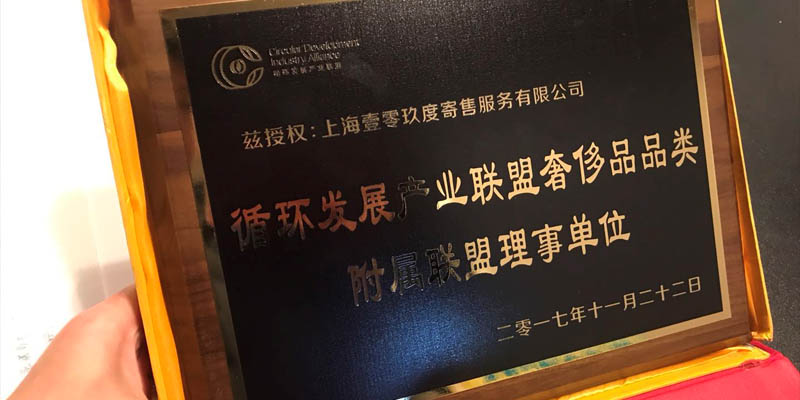 Circular Development
Industry Alliance
循环发展产业联盟
兹授权：上海壹零玖度寄售服务有限公司
循环发展产业联盟奢侈品品类
附属联盟理事单位
二零一七年十一月二十二日